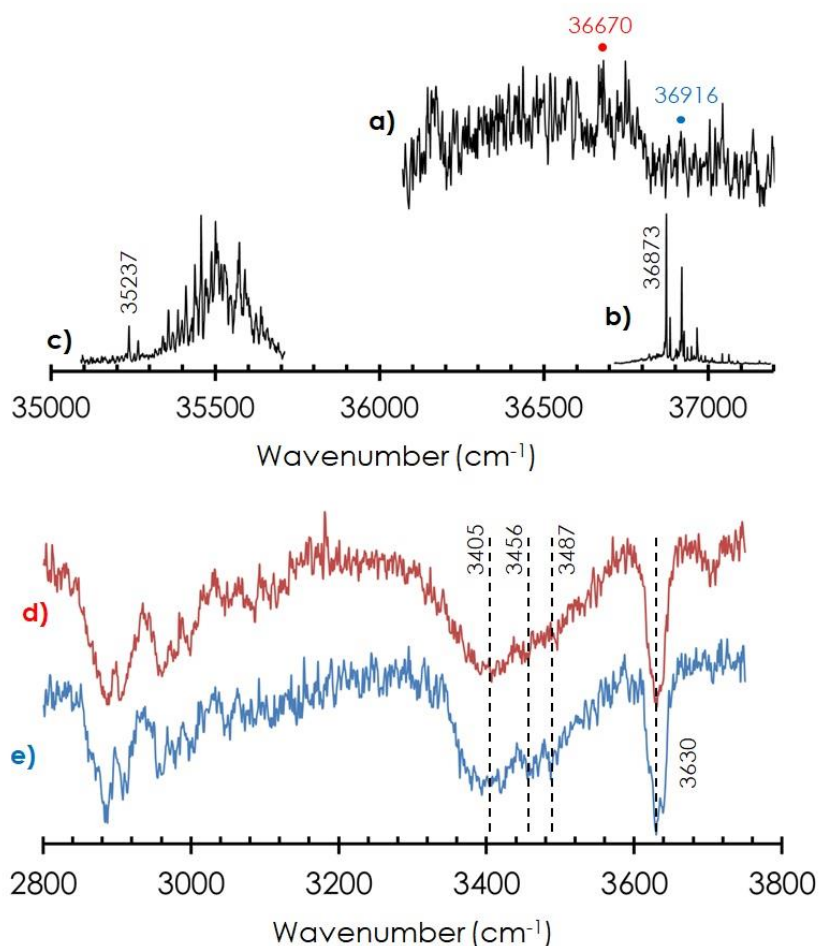 36670
36916
a)
36873
35237
c)
b)
35000 35500 36000 36500 37000
Wavenumber (cm-1)
3405
3456
3487
d)
e)
3630
2800 3000 3200 3400 3600 3800
Wavenumber (cm-1)